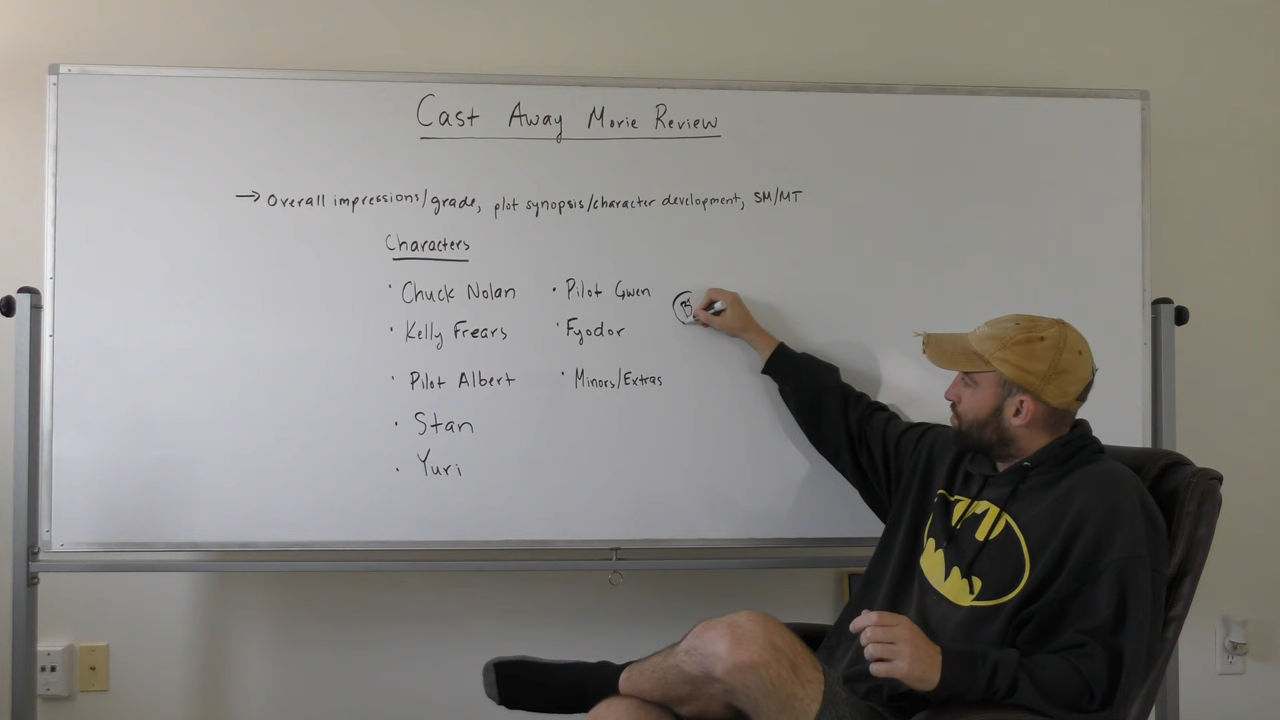 Cast Away Movie Review
→ Overall impressions/grade, plot synopsis/character development, SM/MT
Characters
· Chuck Nolan
· Kelly Frears
· Pilot Albert
· Stan
· Yuri
· Pilot Gwen
· Fyodor
· Minors/Extras
B